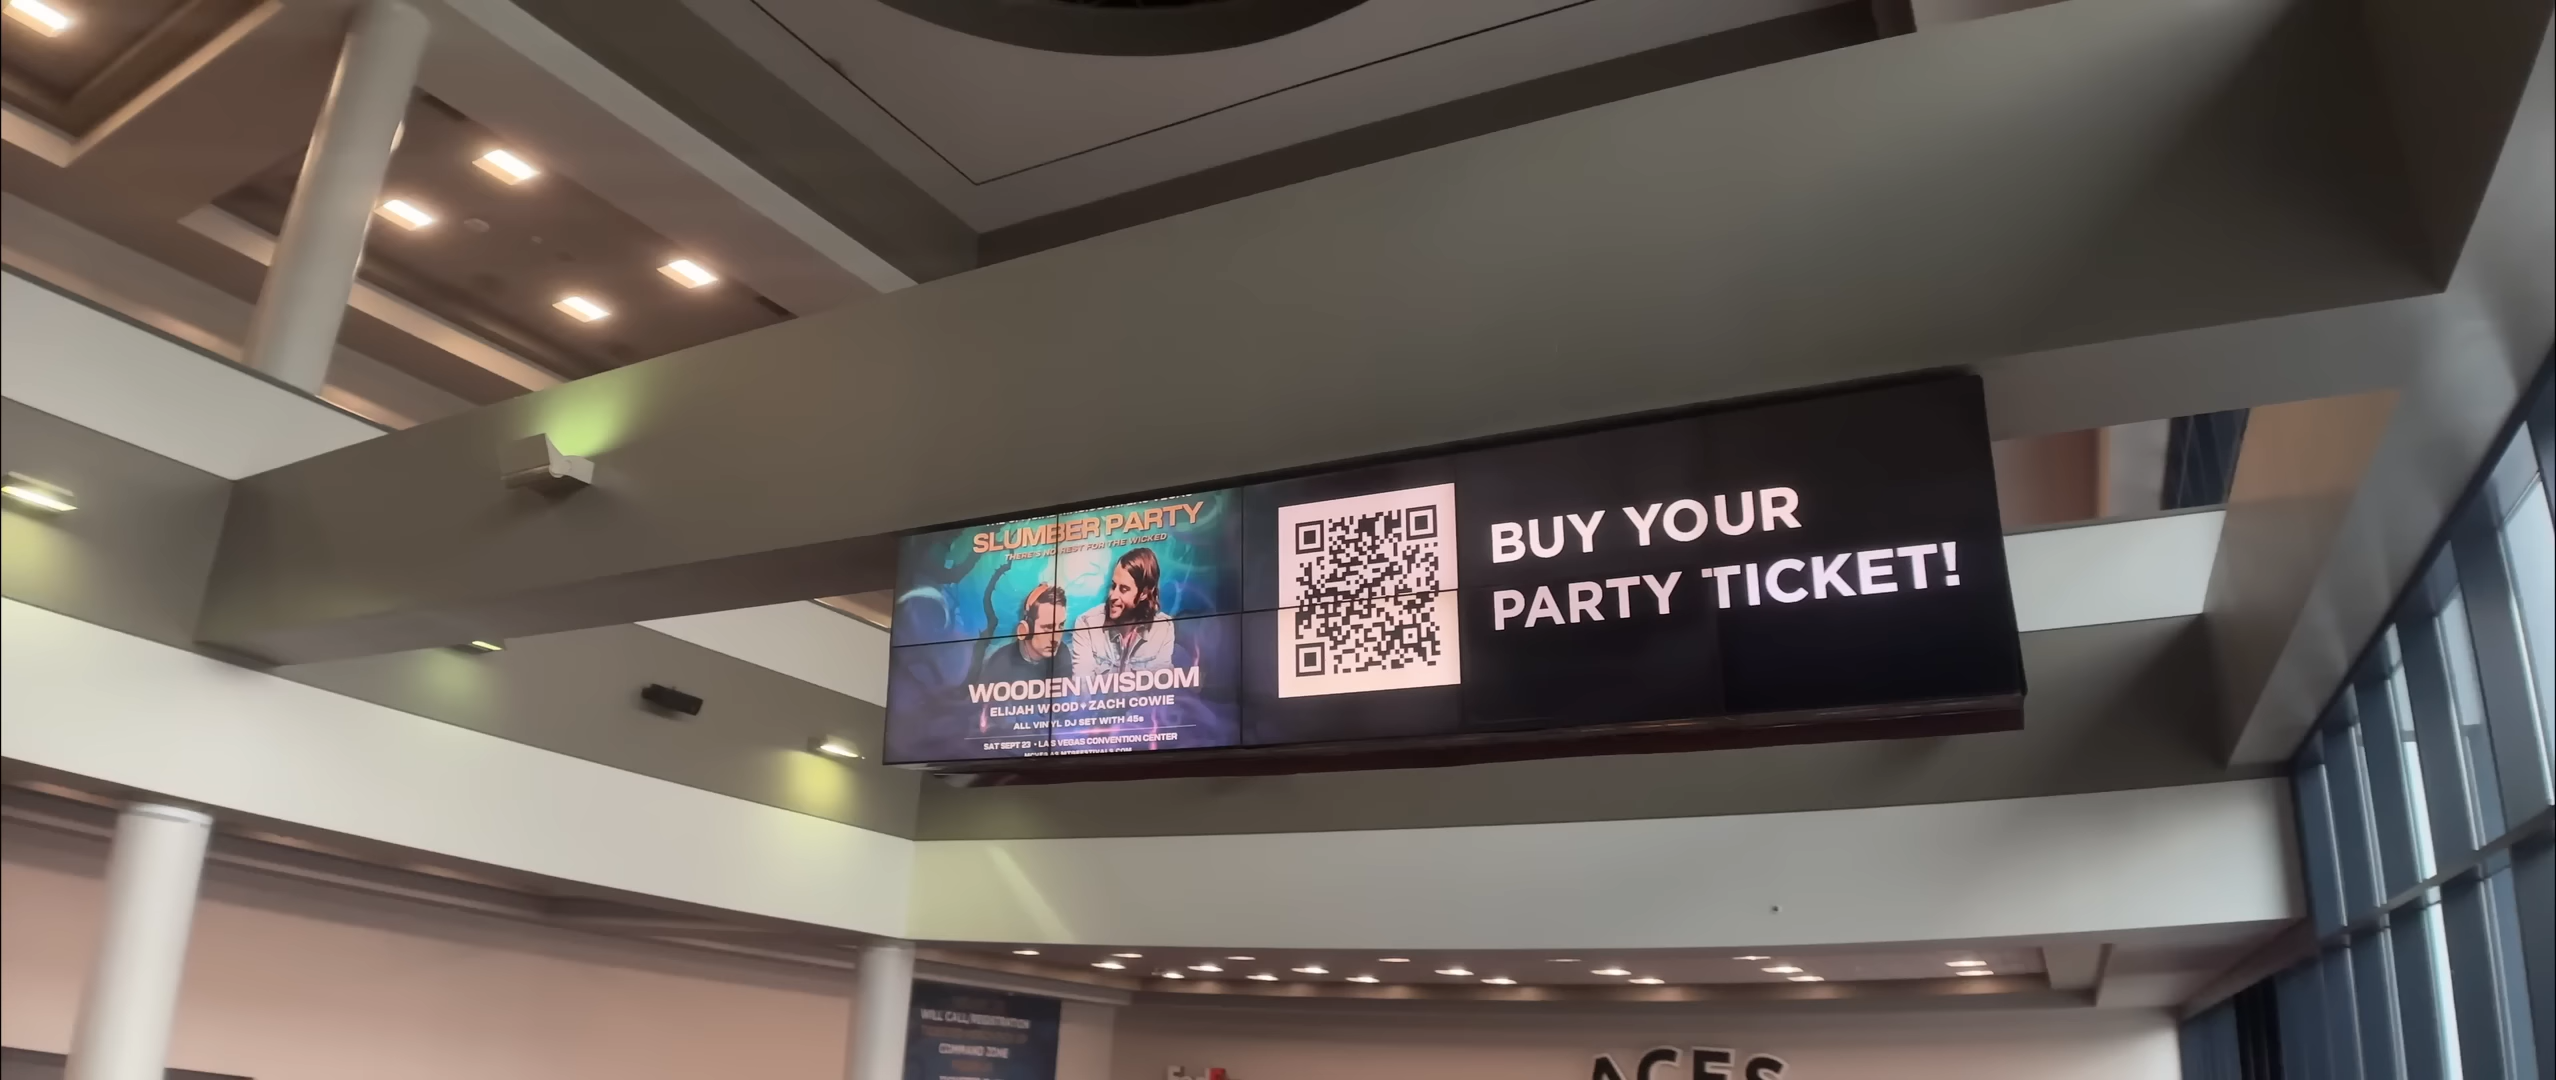 SLUMBER PARTY
THERE'S NO REST FOR THE WICKED
WOODEN WISDOM
ELIJAH WOOD • ZACH COWIE
ALL VINYL DJ SET WITH 45s
SAT SEPT 23 • LAS VEGAS CONVENTION CENTER
BUY YOUR
PARTY TICKET!
WILL CALL/REGISTRATION
COMMAND ZONE
ACES